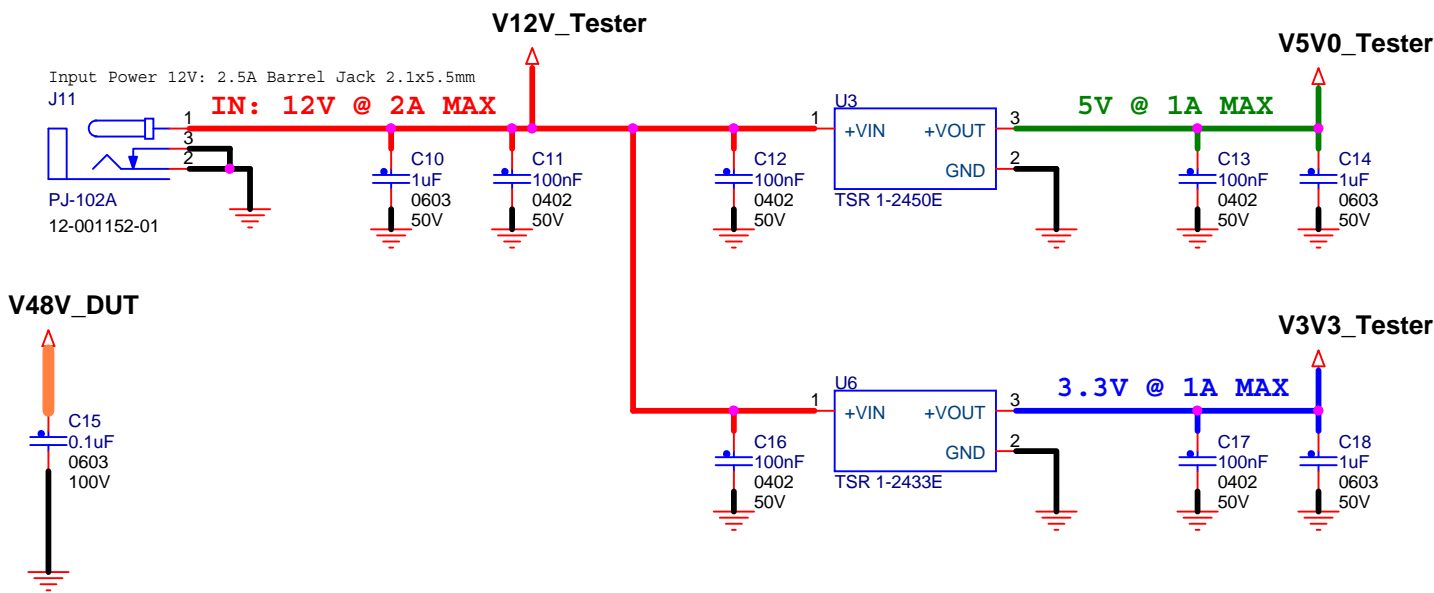 V12V_Tester
V5V0_Tester
Input Power 12V: 2.5A Barrel Jack 2.1x5.5mm
J11
IN: 12V @ 2A MAX
1
3
2
PJ-102A
12-001152-01
C10
1uF
0603
50V
C11
100nF
0402
50V
C12
100nF
0402
50V
U3
1
+VIN
+VOUT
3
GND
2
TSR 1-2450E
5V @ 1A MAX
C13
100nF
0402
50V
C14
1uF
0603
50V
V48V_DUT
C15
0.1uF
0603
100V
V3V3_Tester
C16
100nF
0402
50V
U6
1
+VIN
+VOUT
3
GND
2
TSR 1-2433E
3.3V @ 1A MAX
C17
100nF
0402
50V
C18
1uF
0603
50V